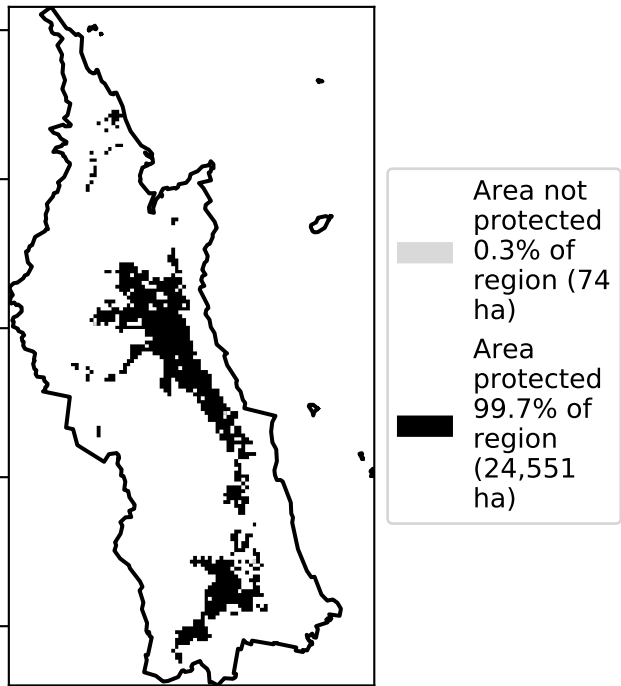 Area not
protected
0.3% of
region (74
ha)
Area
protected
99.7% of
region
(24,551
ha)